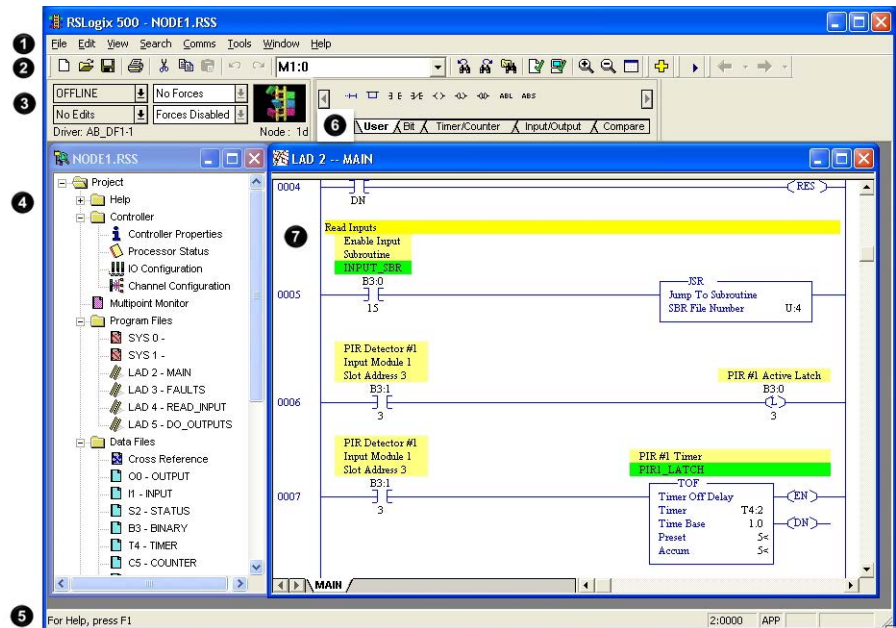 RSLogix 500 - NODE1.RSS
1
File Edit View Search Comms Tools Window Help
2
M1:0
3
OFFLINE No Forces
No Edits Forces Disabled
Driver: AB_DF1-1 Node : 1d
ABL ABS
6
User Bit Timer/Counter Input/Output Compare
NODE1.RSS
4
Project
Help
Controller
Controller Properties
Processor Status
IO Configuration
Channel Configuration
Multipoint Monitor
Program Files
SYS 0 -
SYS 1 -
LAD 2 - MAIN
LAD 3 - FAULTS
LAD 4 - READ_INPUT
LAD 5 - DO_OUTPUTS
Data Files
Cross Reference
O0 - OUTPUT
I1 - INPUT
S2 - STATUS
B3 - BINARY
T4 - TIMER
C5 - COUNTER
LAD 2 -- MAIN
0004
DN
RES
7
Read Inputs
Enable Input
Subroutine
INPUT_SBR
B3:0
0005
15
JSR
Jump To Subroutine
SBR File Number U:4
PIR Detector #1
Input Module 1
Slot Address 3
B3:1
0006
3
PIR #1 Active Latch
B3:0
L
3
PIR Detector #1
Input Module 1
Slot Address 3
B3:1
0007
3
PIR #1 Timer
PIR1_LATCH
TOF
Timer Off Delay EN
Timer T4:2
Time Base 1.0 DN
Preset 5<
Accum 5<
MAIN
5
For Help, press F1 2:0000 APP